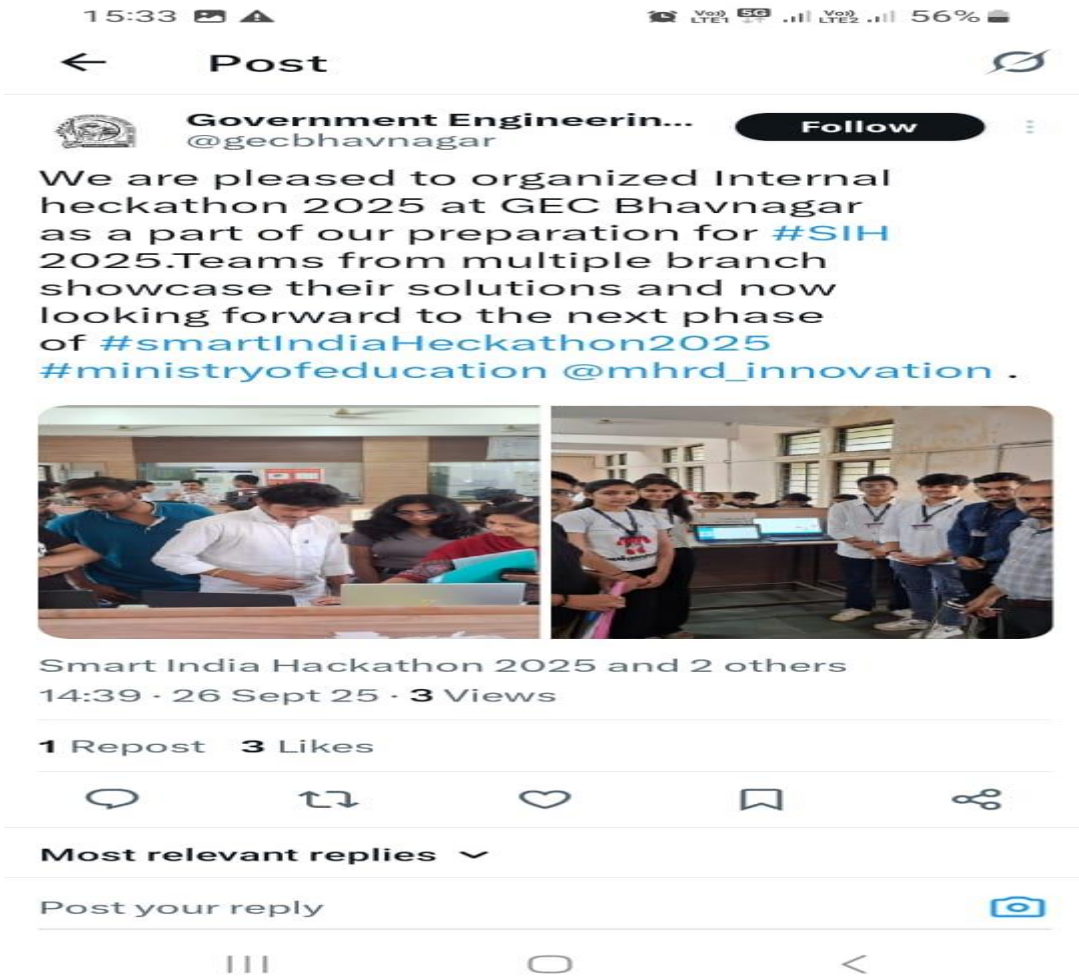 15:33
VoLTE1 5G VoLTE2 56%
Post
Government Engineerin...
@gecbhavnagar
Follow
We are pleased to organized Internal
heckathon 2025 at GEC Bhavnagar
as a part of our preparation for #SIH
2025.Teams from multiple branch
showcase their solutions and now
looking forward to the next phase
of #smartIndiaHeckathon2025
#ministryofeducation @mhrd_innovation .
Smart India Hackathon 2025 and 2 others
14:39 · 26 Sept 25 · 3 Views
1 Repost 3 Likes
Most relevant replies
Post your reply